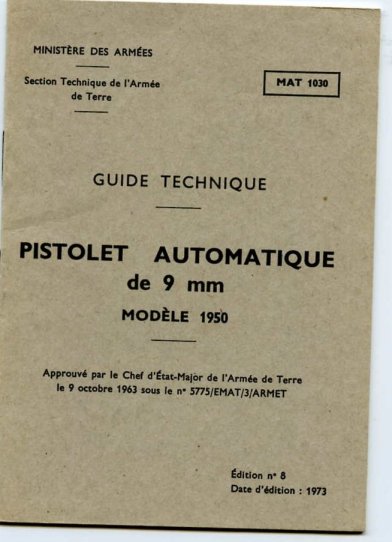 MINISTÈRE DES ARMÉES
Section Technique de l'Armée
de Terre
MAT 1030
GUIDE TECHNIQUE
PISTOLET AUTOMATIQUE
de 9 mm
MODÈLE 1950
Approuvé par le Chef d'État-Major de l'Armée de Terre
le 9 octobre 1963 sous le n° 5775/EMAT/3/ARMET
Édition n° 8
Date d'édition : 1973